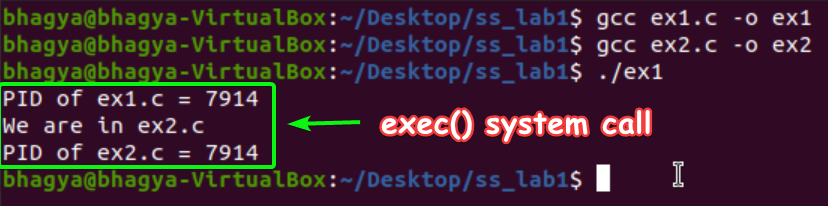 bhagya@bhagya-VirtualBox:~/Desktop/ss_lab1$ gcc ex1.c -o ex1
bhagya@bhagya-VirtualBox:~/Desktop/ss_lab1$ gcc ex2.c -o ex2
bhagya@bhagya-VirtualBox:~/Desktop/ss_lab1$ ./ex1
PID of ex1.c = 7914
We are in ex2.c
exec() system call
PID of ex2.c = 7914
bhagya@bhagya-VirtualBox:~/Desktop/ss_lab1$